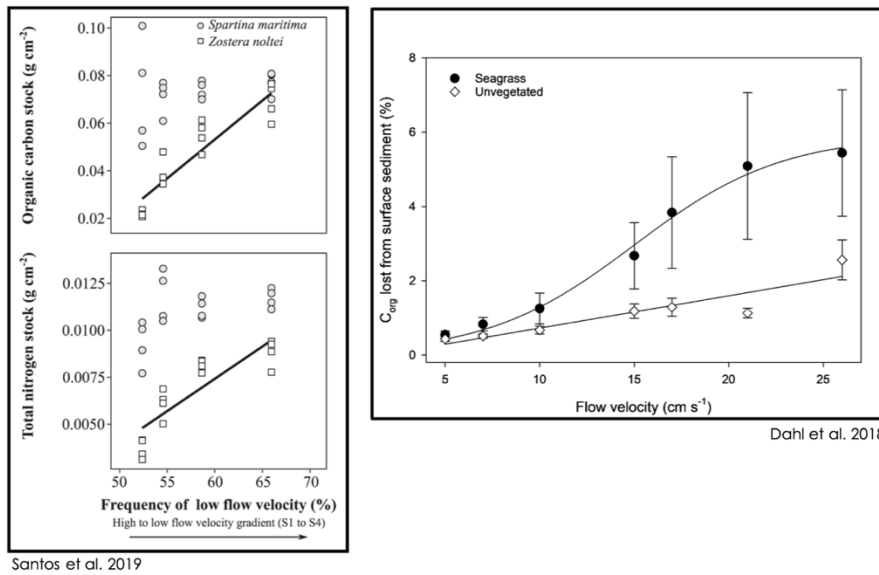 Spartina maritima
Zostera noltei
Organic carbon stock (g cm⁻²)
0.10
0.08
0.06
0.04
0.02
Total nitrogen stock (g cm⁻²)
0.0125
0.0100
0.0075
0.0050
50 55 60 65 70
Frequency of low flow velocity (%)
High to low flow velocity gradient (S1 to S4)
Santos et al. 2019
8
6
4
2
0
C_org lost from surface sediment (%)
Seagrass
Unvegetated
5 10 15 20 25
Flow velocity (cm s⁻¹)
Dahl et al. 2018